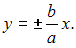 y = ± b/a x.